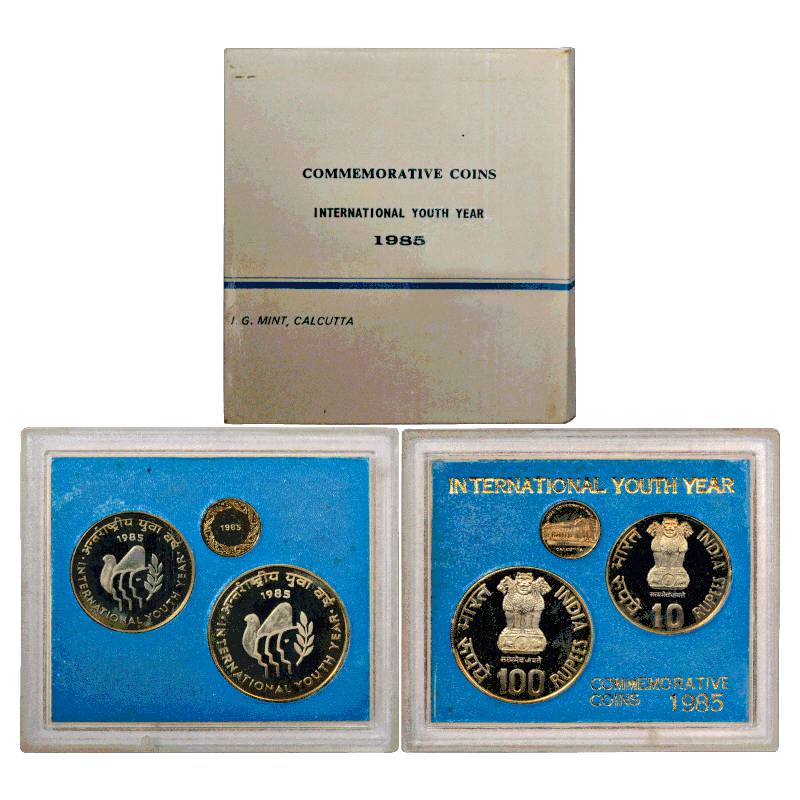 COMMEMORATIVE COINS
INTERNATIONAL YOUTH YEAR
1985
I. G. MINT, CALCUTTA
अन्तर्राष्ट्रीय युवा वर्ष
1985
INTERNATIONAL YOUTH YEAR
1985
अन्तर्राष्ट्रीय युवा वर्ष
1985
INTERNATIONAL YOUTH YEAR
INTERNATIONAL YOUTH YEAR
CALCUTTA
भारत INDIA
सत्यमेव जयते
रुपये 10 RUPEES
भारत INDIA
सत्यमेव जयते
रुपये 100 RUPEES
COMMEMORATIVE
COINS 1985